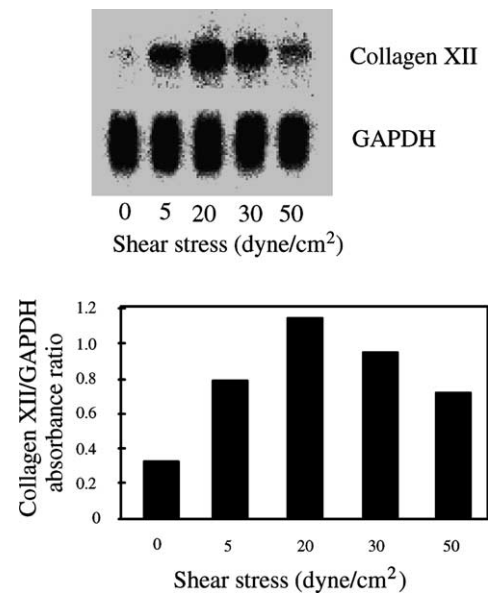 Collagen XII
GAPDH
0 5 20 30 50
Shear stress (dyne/cm²)
Collagen XII/GAPDH
absorbance ratio
1.2
1.0
0.8
0.6
0.4
0.2
0
0 5 20 30 50
Shear stress (dyne/cm²)